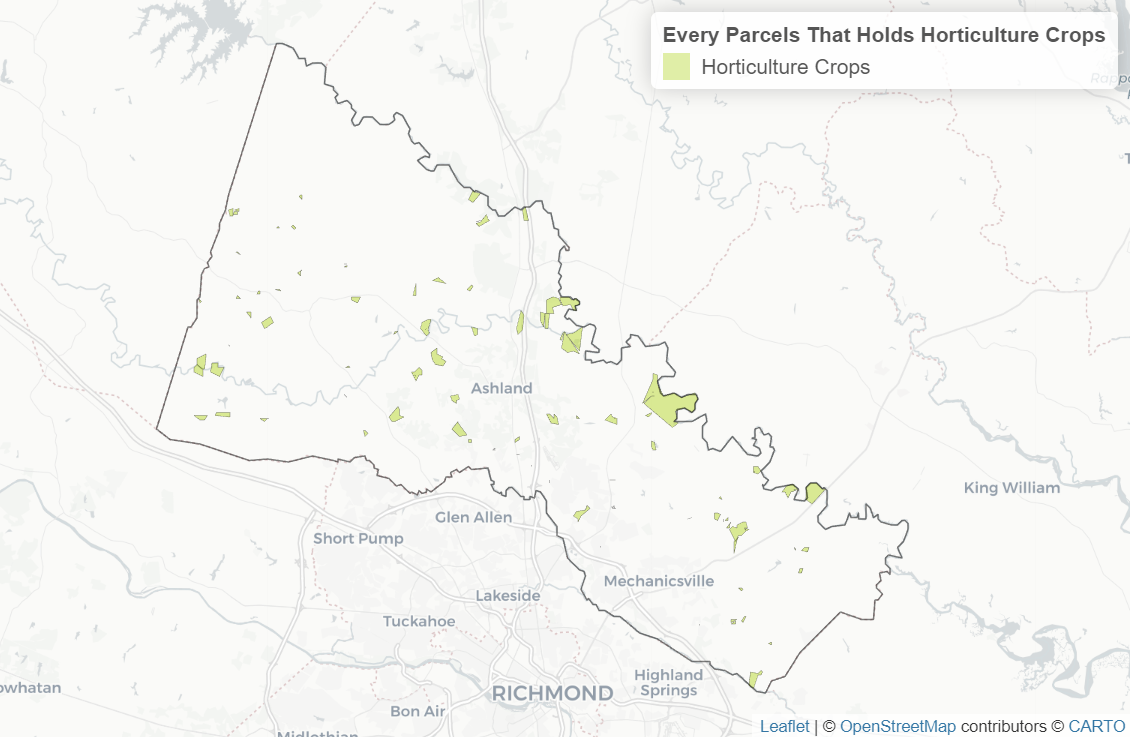 Every Parcels That Holds Horticulture Crops
Horticulture Crops
Ashland
King William
Glen Allen
Short Pump
Mechanicsville
Lakeside
Tuckahoe
Highland
Springs
owhatan
RICHMOND
Bon Air
Midlothian
Leaflet | © OpenStreetMap contributors © CARTO